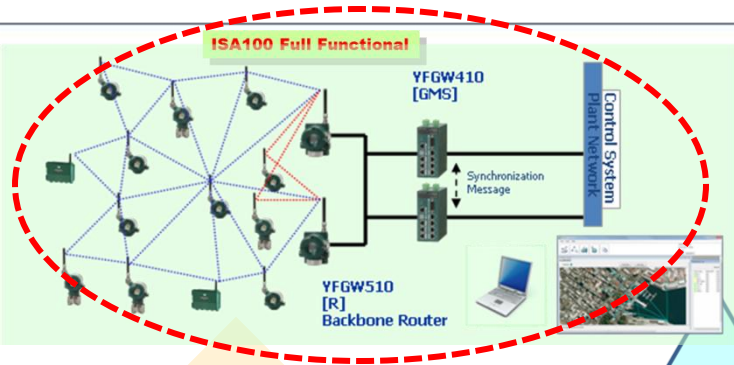 ISA100 Full Functional
YFGW410
[GMS]
Control System
Plant Network
Synchronization
Message
YFGW510
[R]
Backbone Router